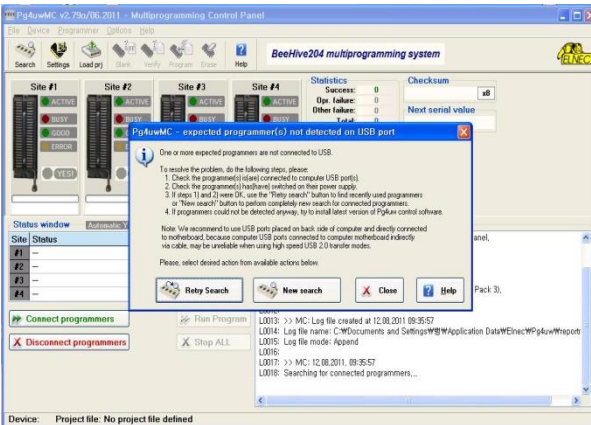 Pg4uwMC v2.79o/06.2011 - Multiprogramming Control Panel
File Device Programmer Options Help
Search Settings Load prj Blank Verify Program Erase Help
BeeHive204 multiprogramming system
ELNEC
Site #1 Site #2 Site #3 Site #4
ACTIVE ACTIVE ACTIVE ACTIVE
BUSY BUSY BUSY BUSY
GOOD
ERROR
YES!
Statistics
Success: 0
Opr. failure: 0
Other failure: 0
Total: 0
Checksum
x8
Next serial value
Pg4uwMC - expected programmer(s) not detected on USB port
One or more expected programmers are not connected to USB.
To resolve the problem, do the following steps, please:
1. Check the programmer(s) is(are) connected to computer USB port(s).
2. Check the programmer(s) has(have) switched on their power supply.
3. If steps 1) and 2) were OK, use the "Retry search" button to find recently used programmers
or "New search" button to perform completely new search for connected programmers.
4. If programmers could not be detected anyway, try to install latest version of Pg4uw control software.
Note: We recommend to use USB ports placed on back side of computer and directly connected
to motherboard, because computer USB ports connected to computer motherboard indirectly
via cable, may be unreliable when using high speed USB 2.0 transfer modes.
Please, select desired action from available actions below.
Retry Search New search Close Help
Status window Automatic Y
Site Status
#1 –
#2 –
#3 –
#4 –
Connect programmers
Run Program
Disconnect programmers
Stop ALL
anel,
Pack 3),
L0012:
L0013: >> MC: Log file created at 12,08,2011 09:35:57
L0014: Log file name: C:₩Documents and Settings₩쨩₩Application Data₩Elnec₩Pg4uw₩reportr
L0015: Log file mode: Append
L0016:
L0017: >> MC: 12,08,2011, 09:35:57
L0018: Searching for connected programmers,..
Device: Project file: No project file defined